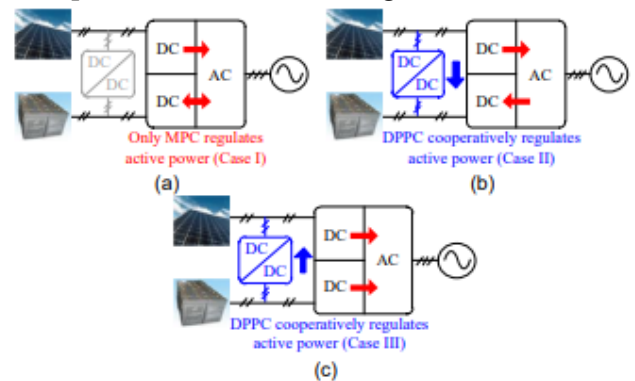 DC
DC
DC
AC
DC
Only MPC regulates
active power (Case I)
(a)
DC
DC
DC
AC
DC
DPPC cooperatively regulates
active power (Case II)
(b)
DC
DC
DC
AC
DC
DPPC cooperatively regulates
active power (Case III)
(c)